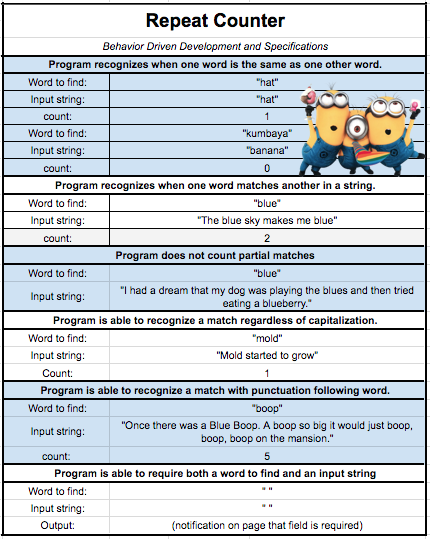 Repeat Counter
Behavior Driven Development and Specifications
Program recognizes when one word is the same as one other word.
Word to find: "hat"
Input string: "hat"
count: 1
Word to find: "kumbaya"
Input string: "banana"
count: 0
Program recognizes when one word matches another in a string.
Word to find: "blue"
Input string: "The blue sky makes me blue"
count: 2
Program does not count partial matches
Word to find: "blue"
Input string: "I had a dream that my dog was playing the blues and then tried
eating a blueberry."
Program is able to recognize a match regardless of capitalization.
Word to find: "mold"
Input string: "Mold started to grow"
Count: 1
Program is able to recognize a match with punctuation following word.
Word to find: "boop"
Input string: "Once there was a Blue Boop. A boop so big it would just boop,
boop, boop on the mansion."
count: 5
Program is able to require both a word to find and an input string
Word to find: " "
Input string: " "
Output: (notification on page that field is required)